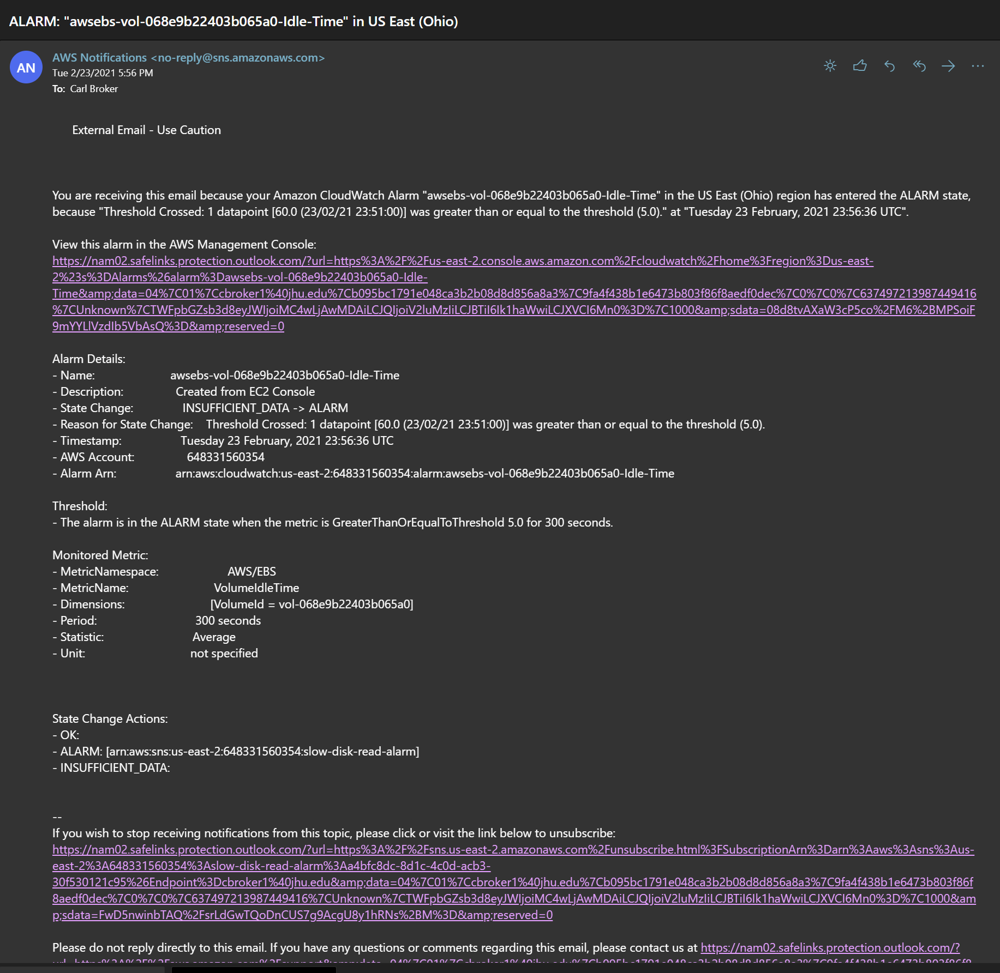 ALARM: "awsebs-vol-068e9b22403b065a0-Idle-Time" in US East (Ohio)
AN
AWS Notifications <no-reply@sns.amazonaws.com>
Tue 2/23/2021 5:56 PM
To: Carl Broker
External Email - Use Caution
You are receiving this email because your Amazon CloudWatch Alarm "awsebs-vol-068e9b22403b065a0-Idle-Time" in the US East (Ohio) region has entered the ALARM state,
because "Threshold Crossed: 1 datapoint [60.0 (23/02/21 23:51:00)] was greater than or equal to the threshold (5.0)." at "Tuesday 23 February, 2021 23:56:36 UTC".
View this alarm in the AWS Management Console:
https://nam02.safelinks.protection.outlook.com/?url=https%3A%2F%2Fus-east-2.console.aws.amazon.com%2Fcloudwatch%2Fhome%3Fregion%3Dus-east-
2%23s%3DAlarms%26alarm%3Dawsebs-vol-068e9b22403b065a0-Idle-
Time&amp;data=04%7C01%7Ccbroker1%40jhu.edu%7Cb095bc1791e048ca3b2b08d8d856a8a3%7C9fa4f438b1e6473b803f86f8aedf0dec%7C0%7C0%7C637497213987449416
%7CUnknown%7CTWFpbGZsb3d8eyJWIjoiMC4wLjAwMDAiLCJQIjoiV2luMzIiLCJBTiI6Ik1haWwiLCJXVCI6Mn0%3D%7C1000&amp;sdata=08d8tvAXaW3cP5co%2FM6%2BMPSoiF
9mYYLlVzdIb5VbAsQ%3D&amp;reserved=0
Alarm Details:
- Name: awsebs-vol-068e9b22403b065a0-Idle-Time
- Description: Created from EC2 Console
- State Change: INSUFFICIENT_DATA -> ALARM
- Reason for State Change: Threshold Crossed: 1 datapoint [60.0 (23/02/21 23:51:00)] was greater than or equal to the threshold (5.0).
- Timestamp: Tuesday 23 February, 2021 23:56:36 UTC
- AWS Account: 648331560354
- Alarm Arn: arn:aws:cloudwatch:us-east-2:648331560354:alarm:awsebs-vol-068e9b22403b065a0-Idle-Time
Threshold:
- The alarm is in the ALARM state when the metric is GreaterThanOrEqualToThreshold 5.0 for 300 seconds.
Monitored Metric:
- MetricNamespace: AWS/EBS
- MetricName: VolumeIdleTime
- Dimensions: [VolumeId = vol-068e9b22403b065a0]
- Period: 300 seconds
- Statistic: Average
- Unit: not specified
State Change Actions:
- OK:
- ALARM: [arn:aws:sns:us-east-2:648331560354:slow-disk-read-alarm]
- INSUFFICIENT_DATA:
--
If you wish to stop receiving notifications from this topic, please click or visit the link below to unsubscribe:
https://nam02.safelinks.protection.outlook.com/?url=https%3A%2F%2Fsns.us-east-2.amazonaws.com%2Funsubscribe.html%3FSubscriptionArn%3Darn%3Aaws%3Asns%3Aus-
east-2%3A648331560354%3Aslow-disk-read-alarm%3Aa4bfc8dc-8d1c-4c0d-acb3-
30f530121c95%26Endpoint%3Dcbroker1%40jhu.edu&amp;data=04%7C01%7Ccbroker1%40jhu.edu%7Cb095bc1791e048ca3b2b08d8d856a8a3%7C9fa4f438b1e6473b803f86f
8aedf0dec%7C0%7C0%7C637497213987449416%7CUnknown%7CTWFpbGZsb3d8eyJWIjoiMC4wLjAwMDAiLCJQIjoiV2luMzIiLCJBTiI6Ik1haWwiLCJXVCI6Mn0%3D%7C1000&am
p;sdata=FwD5nwinbTAQ%2FsrLdGwTQoDnCUS7g9AcgU8y1hRNs%2BM%3D&amp;reserved=0
Please do not reply directly to this email. If you have any questions or comments regarding this email, please contact us at https://nam02.safelinks.protection.outlook.com/?